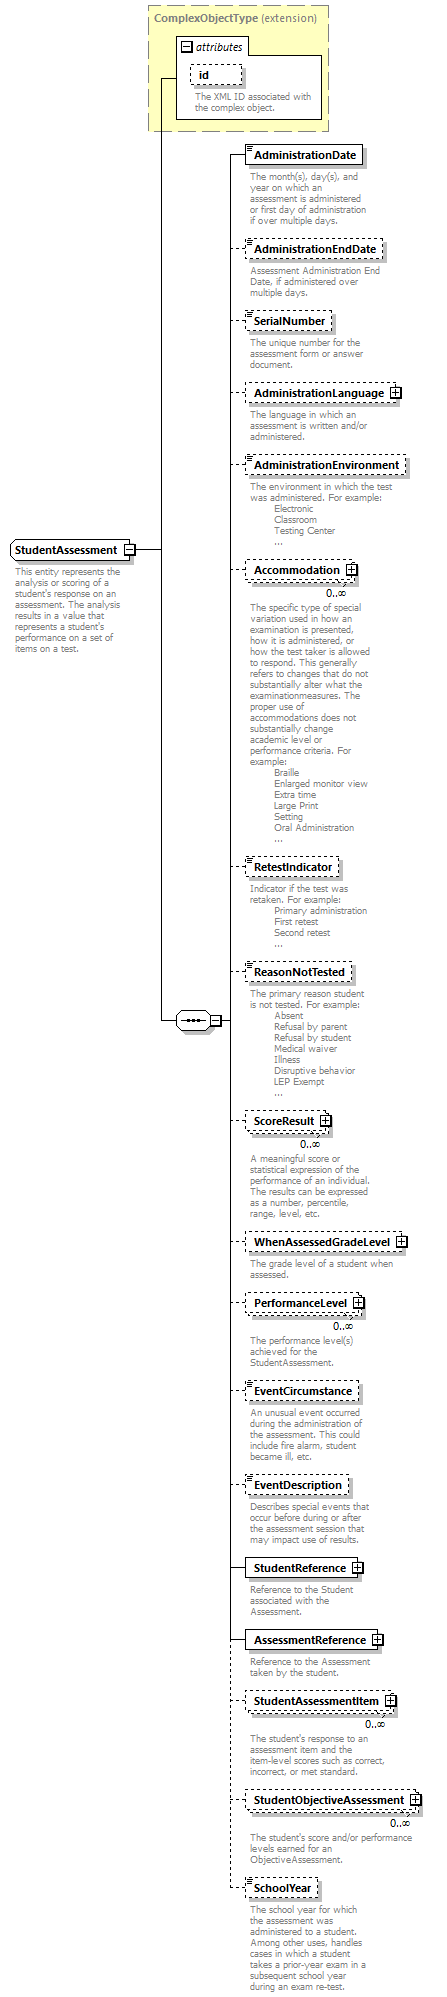 ComplexObjectType (extension)
attributes
id
The XML ID associated with
the complex object.
AdministrationDate
The month(s), day(s), and
year on which an
assessment is administered
or first day of administration
if over multiple days.
AdministrationEndDate
Assessment Administration End
Date, if administered over
multiple days.
SerialNumber
The unique number for the
assessment form or answer
document.
AdministrationLanguage
The language in which an
assessment is written and/or
administered.
AdministrationEnvironment
The environment in which the test
was administered. For example:
Electronic
Classroom
Testing Center
...
StudentAssessment
This entity represents the
analysis or scoring of a
student's response on an
assessment. The analysis
results in a value that
represents a student's
performance on a set of
items on a test.
Accommodation
0..∞
The specific type of special
variation used in how an
examination is presented,
how it is administered, or
how the test taker is allowed
to respond. This generally
refers to changes that do not
substantially alter what the
examinationmeasures. The
proper use of
accommodations does not
substantially change
academic level or
performance criteria. For
example:
Braille
Enlarged monitor view
Extra time
Large Print
Setting
Oral Administration
...
RetestIndicator
Indicator if the test was
retaken. For example:
Primary administration
First retest
Second retest
...
ReasonNotTested
The primary reason student
is not tested. For example:
Absent
Refusal by parent
Refusal by student
Medical waiver
Illness
Disruptive behavior
LEP Exempt
...
ScoreResult
0..∞
A meaningful score or
statistical expression of the
performance of an individual.
The results can be expressed
as a number, percentile,
range, level, etc.
WhenAssessedGradeLevel
The grade level of a student when
assessed.
PerformanceLevel
0..∞
The performance level(s)
achieved for the
StudentAssessment.
EventCircumstance
An unusual event occurred
during the administration of
the assessment. This could
include fire alarm, student
became ill, etc.
EventDescription
Describes special events that
occur before during or after
the assessment session that
may impact use of results.
StudentReference
Reference to the Student
associated with the
Assessment.
AssessmentReference
Reference to the Assessment
taken by the student.
StudentAssessmentItem
0..∞
The student's response to an
assessment item and the
item-level scores such as correct,
incorrect, or met standard.
StudentObjectiveAssessment
0..∞
The student's score and/or performance
levels earned for an
ObjectiveAssessment.
SchoolYear
The school year for which
the assessment was
administered to a student.
Among other uses, handles
cases in which a student
takes a prior-year exam in a
subsequent school year
during an exam re-test.